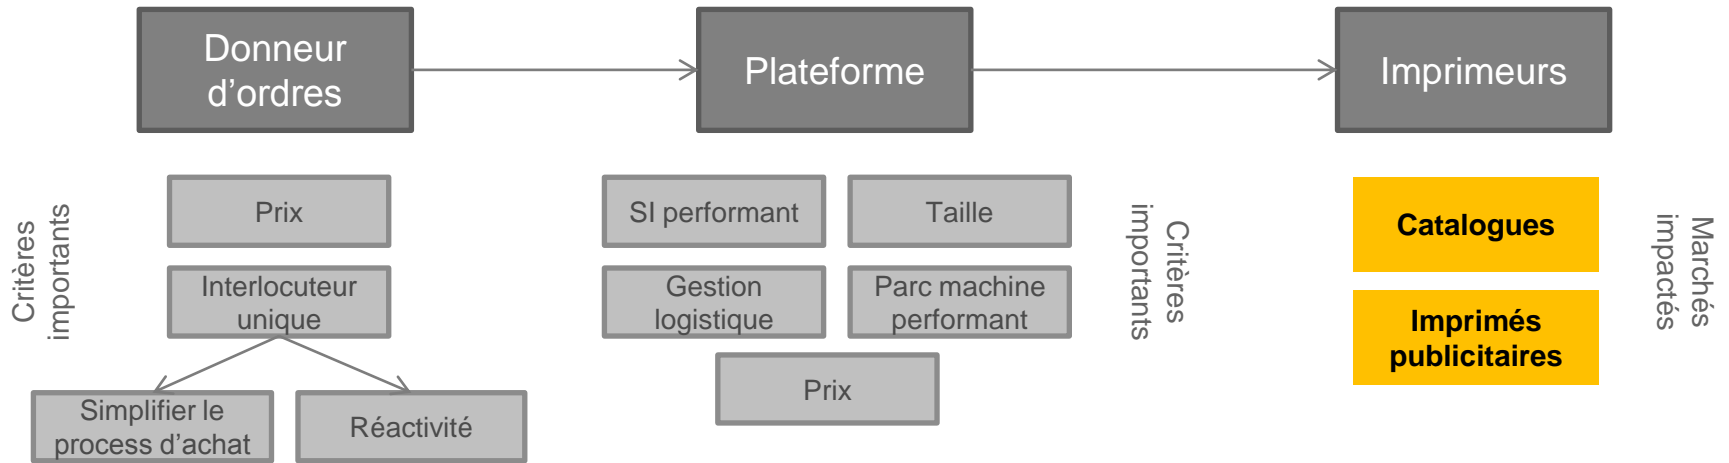 Donneur
d’ordres
Plateforme
Imprimeurs
Critères
importants
Prix
Interlocuteur
unique
Simplifier le
process d’achat
Réactivité
SI performant
Taille
Gestion
logistique
Parc machine
performant
Prix
Critères
importants
Catalogues
Imprimés
publicitaires
Marchés
impactés